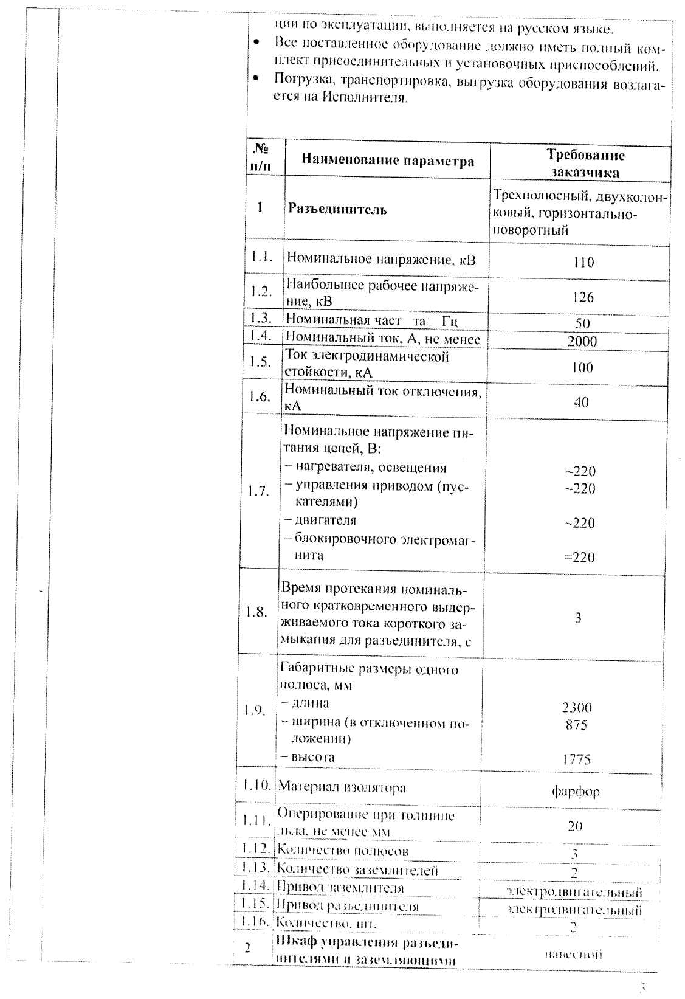 ции по эксплуатации, выполняется на русском языке.
• Все поставленное оборудование должно иметь полный ком-
плект присоединительных и установочных приспособлений.
• Погрузка, транспортировка, выгрузка оборудования возлага-
ется на Исполнителя.
№ п/п Наименование параметра Требование
заказчика
1 Разъединитель Трехполюсный, двухколон-
ковый, горизонтально-
поворотный
1.1. Номинальное напряжение, кВ 110
1.2. Наибольшее рабочее напряже-
ние, кВ 126
1.3. Номинальная част та Гц 50
1.4. Номинальный ток, А, не менее 2000
1.5. Ток электродинамической
стойкости, кА 100
1.6. Номинальный ток отключения,
кА 40
1.7. Номинальное напряжение пи-
тания цепей, В:
– нагревателя, освещения ~220
– управления приводом (пус- ~220
кателями)
– двигателя ~220
– блокировочного электромаг-
нита =220
1.8. Время протекания номиналь-
ного кратковременного выдер-
живаемого тока короткого за-
мыкания для разъединителя, с 3
1.9. Габаритные размеры одного
полюса, мм
– длина 2300
– ширина (в отключенном по- 875
ложении)
– высота 1775
1.10. Материал изолятора фарфор
1.11. Оперирование при толщине
льда, не менее мм 20
1.12. Количество полюсов 3
1.13. Количество заземлителей 2
1.14. Привод заземлителя электродвигательный
1.15. Привод разъединителя электродвигательный
1.16. Количество, шт. 2
2 Шкаф управления разъеди-
нителями и заземляющими навесной
3